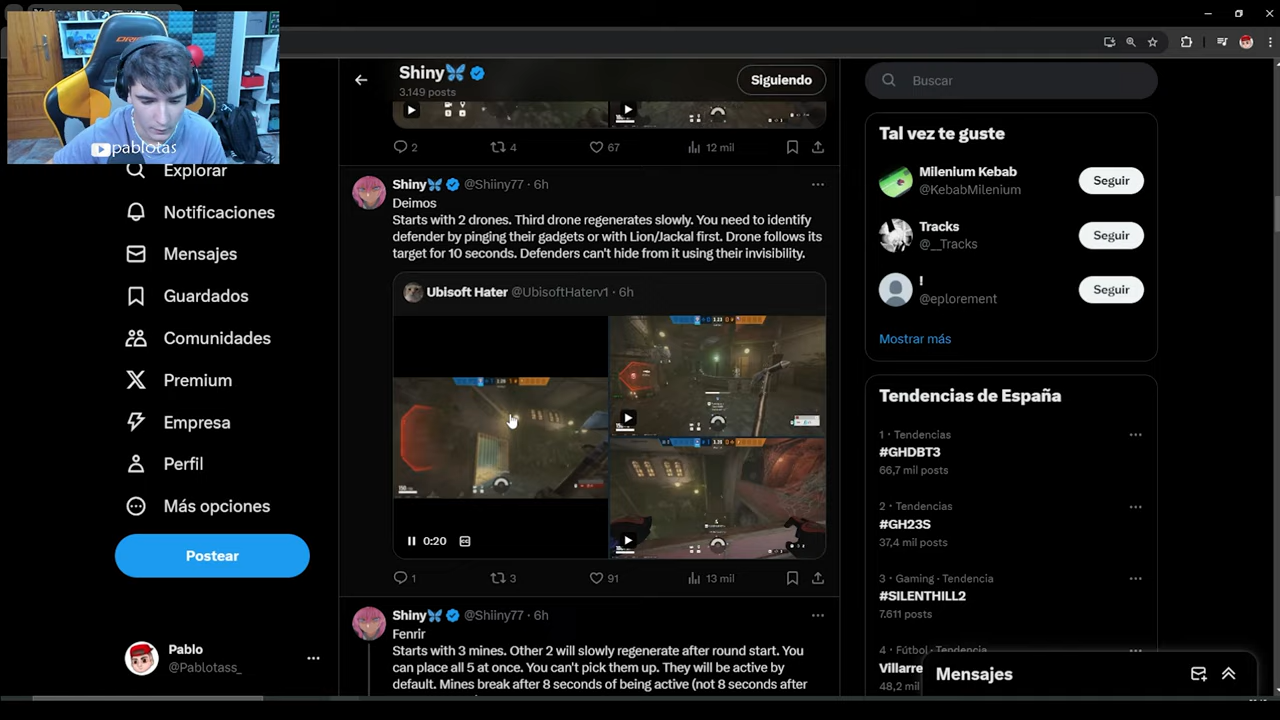 pablotas
Explorar
Notificaciones
Mensajes
Guardados
Comunidades
Premium
Empresa
Perfil
Más opciones
Postear
Pablo
@Pablotass_
Shiny
3.149 posts
Siguiendo
2
4
67
12 mil
Shiny @Shiiny77 · 6h
Deimos
Starts with 2 drones. Third drone regenerates slowly. You need to identify
defender by pinging their gadgets or with Lion/Jackal first. Drone follows its
target for 10 seconds. Defenders can't hide from it using their invisibility.
Ubisoft Hater @UbisoftHaterv1 · 6h
0:20
1
3
91
13 mil
Shiny @Shiiny77 · 6h
Fenrir
Starts with 3 mines. Other 2 will slowly regenerate after round start. You
can place all 5 at once. You can't pick them up. They will be active by
default. Mines break after 8 seconds of being active (not 8 seconds after
Buscar
Tal vez te guste
Milenium Kebab
@KebabMilenium
Seguir
Tracks
@__Tracks
Seguir
!
@eplorement
Seguir
Mostrar más
Tendencias de España
1 · Tendencias
#GHDBT3
66,7 mil posts
2 · Tendencias
#GH23S
37,4 mil posts
3 · Gaming · Tendencia
#SILENTHILL2
7.611 posts
4 · Fútbol · Tendencia
Villarre
48,2 mil
Mensajes